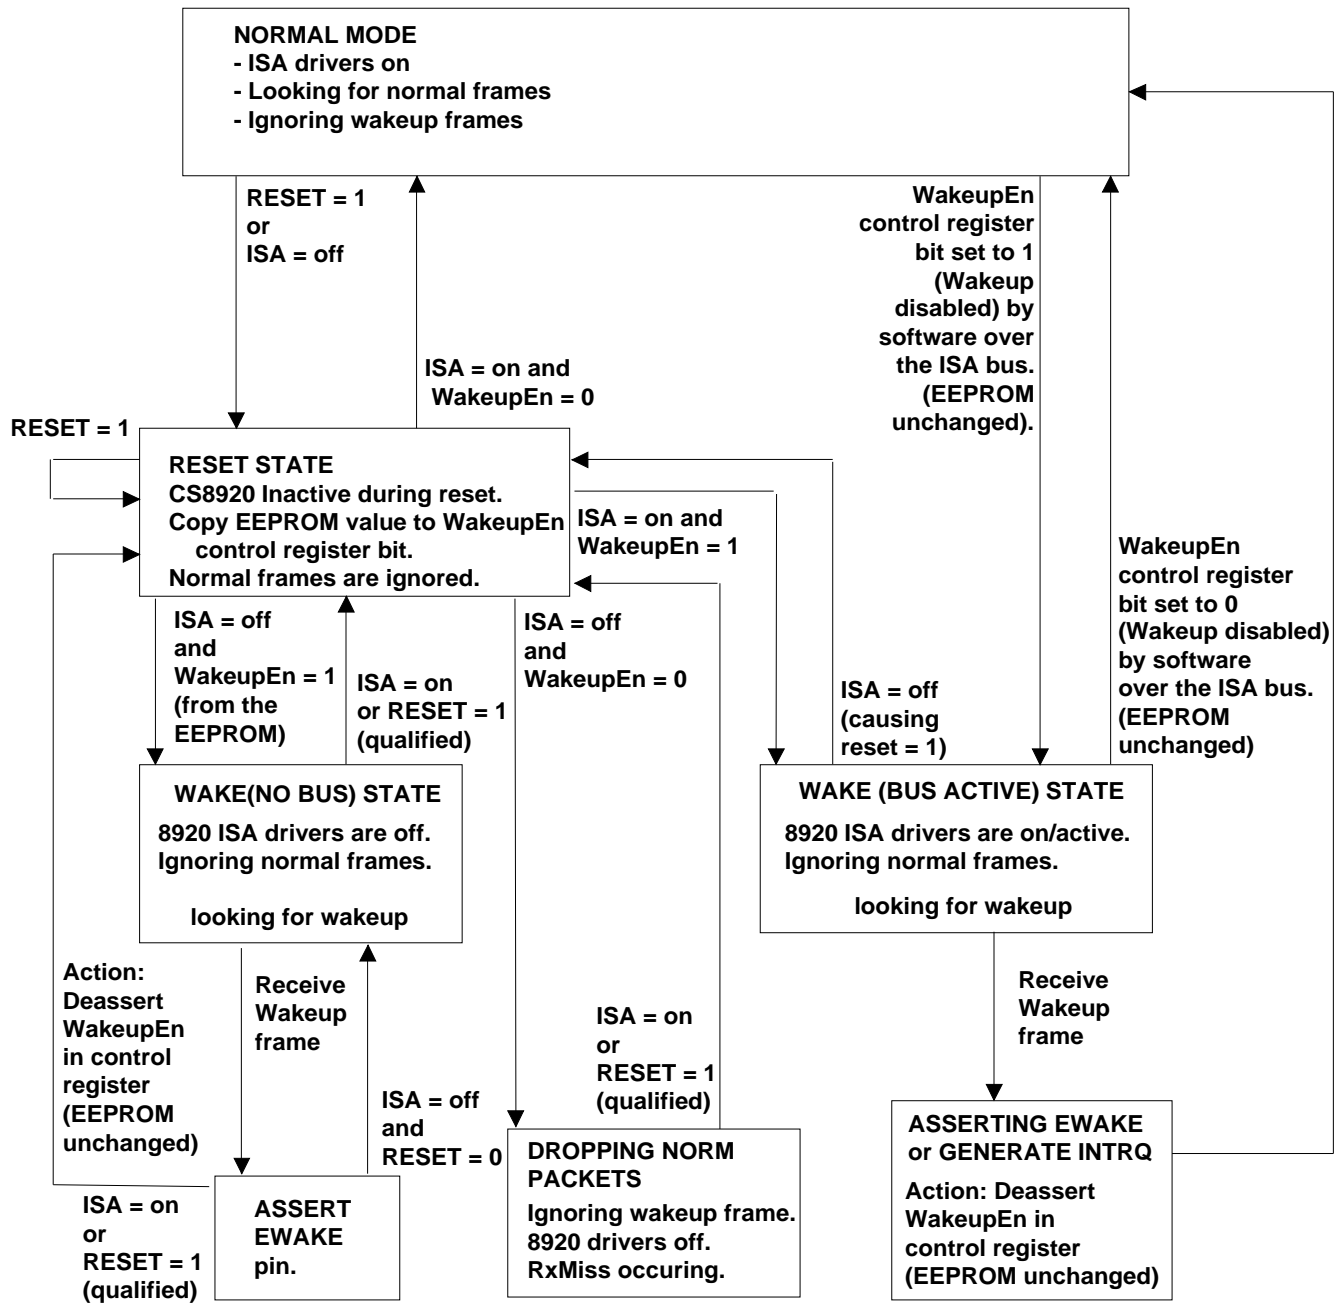 NORMAL MODE
- ISA drivers on
- Looking for normal frames
- Ignoring wakeup frames
RESET = 1
or
ISA = off
ISA = on and
WakeupEn = 0
WakeupEn
control register
bit set to 1
(Wakeup
disabled) by
software over
the ISA bus.
(EEPROM
unchanged).
RESET = 1
RESET STATE
CS8920 Inactive during reset.
Copy EEPROM value to WakeupEn
control register bit.
Normal frames are ignored.
ISA = on and
WakeupEn = 1
WakeupEn
control register
bit set to 0
(Wakeup disabled)
by software
over the ISA bus.
(EEPROM
unchanged)
ISA = off
and
WakeupEn = 1
(from the
EEPROM)
ISA = on
or RESET = 1
(qualified)
ISA = off
and
WakeupEn = 0
ISA = off
(causing
reset = 1)
WAKE(NO BUS) STATE
8920 ISA drivers are off.
Ignoring normal frames.
looking for wakeup
WAKE (BUS ACTIVE) STATE
8920 ISA drivers are on/active.
Ignoring normal frames.
looking for wakeup
Action:
Deassert
WakeupEn
in control
register
(EEPROM
unchanged)
Receive
Wakeup
frame
ISA = off
and
RESET = 0
ISA = on
or
RESET = 1
(qualified)
Receive
Wakeup
frame
ISA = on
or
RESET = 1
(qualified)
ASSERT
EWAKE
pin.
DROPPING NORM
PACKETS
Ignoring wakeup frame.
8920 drivers off.
RxMiss occuring.
ASSERTING EWAKE
or GENERATE INTRQ
Action: Deassert
WakeupEn in
control register
(EEPROM unchanged)